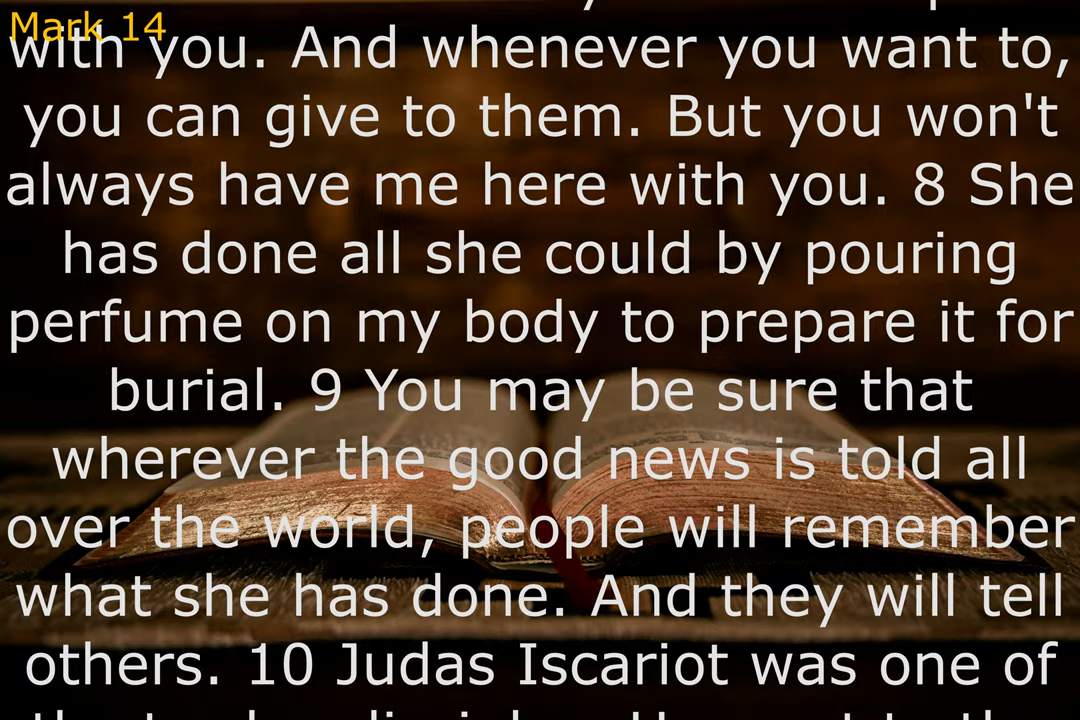 Mark 14
with you. And whenever you want to,
you can give to them. But you won't
always have me here with you. 8 She
has done all she could by pouring
perfume on my body to prepare it for
burial. 9 You may be sure that
wherever the good news is told all
over the world, people will remember
what she has done. And they will tell
others. 10 Judas Iscariot was one of